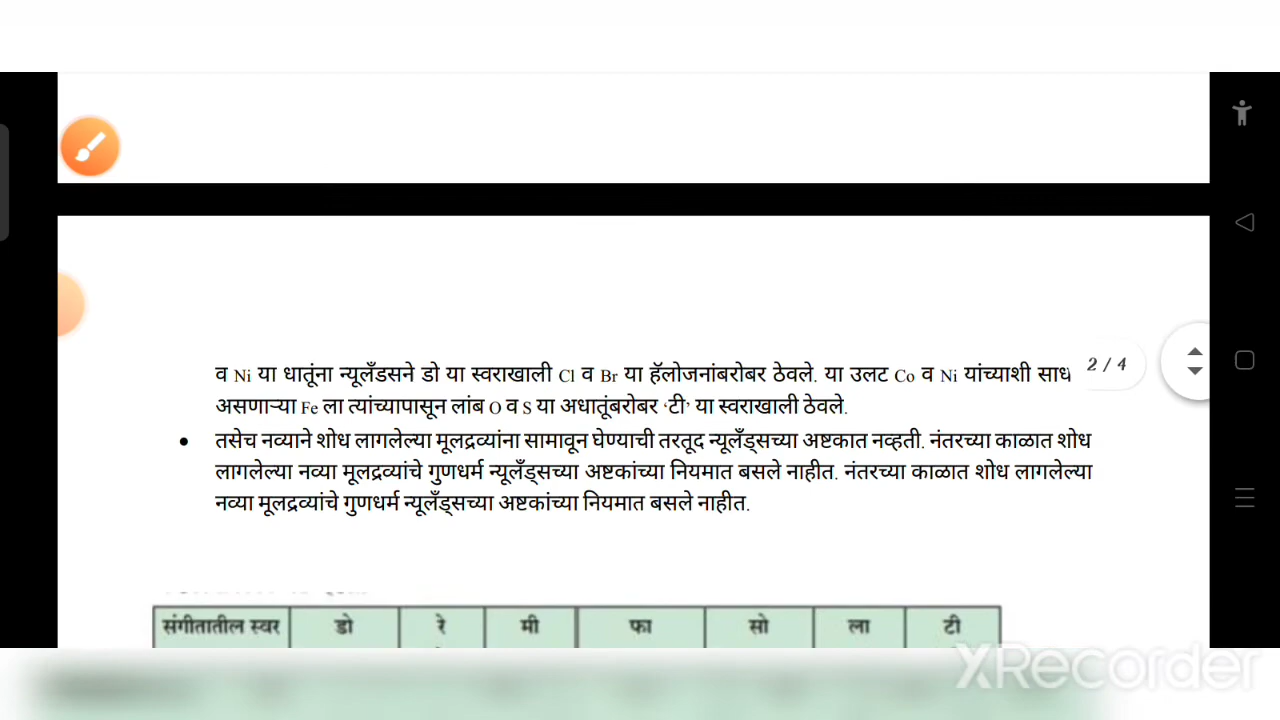 व Ni या धातूंना न्यूलँडसने डो या स्वराखाली Cl व Br या हॅलोजनांबरोबर ठेवले. या उलट Co व Ni यांच्याशी साध
2 / 4
असणाऱ्या Fe ला त्यांच्यापासून लांब O व S या अधातूंबरोबर ‘टी’ या स्वराखाली ठेवले.
• तसेच नव्याने शोध लागलेल्या मूलद्रव्यांना सामावून घेण्याची तरतूद न्यूलँड्सच्या अष्टकात नव्हती. नंतरच्या काळात शोध
लागलेल्या नव्या मूलद्रव्यांचे गुणधर्म न्यूलँड्सच्या अष्टकांच्या नियमात बसले नाहीत. नंतरच्या काळात शोध लागलेल्या
नव्या मूलद्रव्यांचे गुणधर्म न्यूलँड्सच्या अष्टकांच्या नियमात बसले नाहीत.
संगीतातील स्वर डो रे मी फा सो ला टी
XRecorder